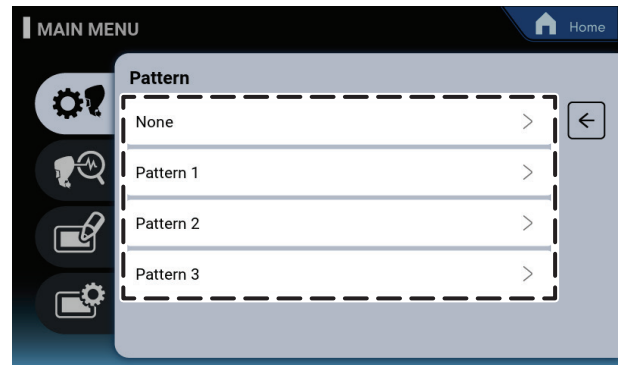 MAIN MENU
Home
Pattern
None
Pattern 1
Pattern 2
Pattern 3